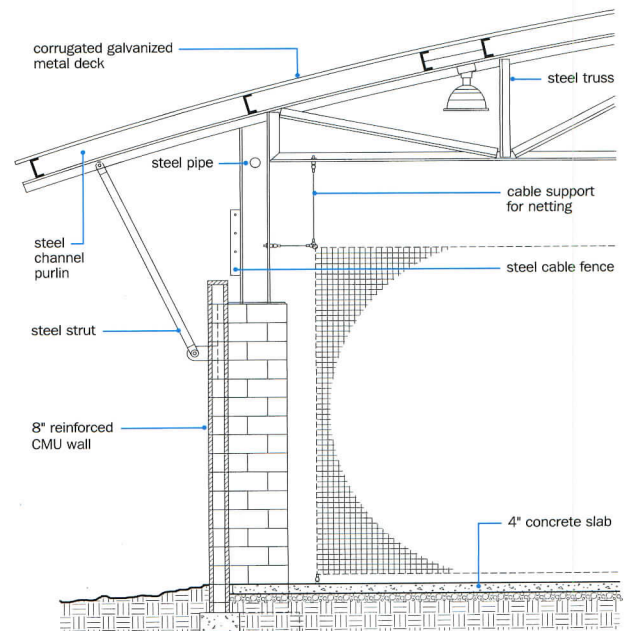 corrugated galvanized
metal deck
steel truss
steel pipe
cable support
for netting
steel
channel
purlin
steel cable fence
steel strut
8" reinforced
CMU wall
4" concrete slab